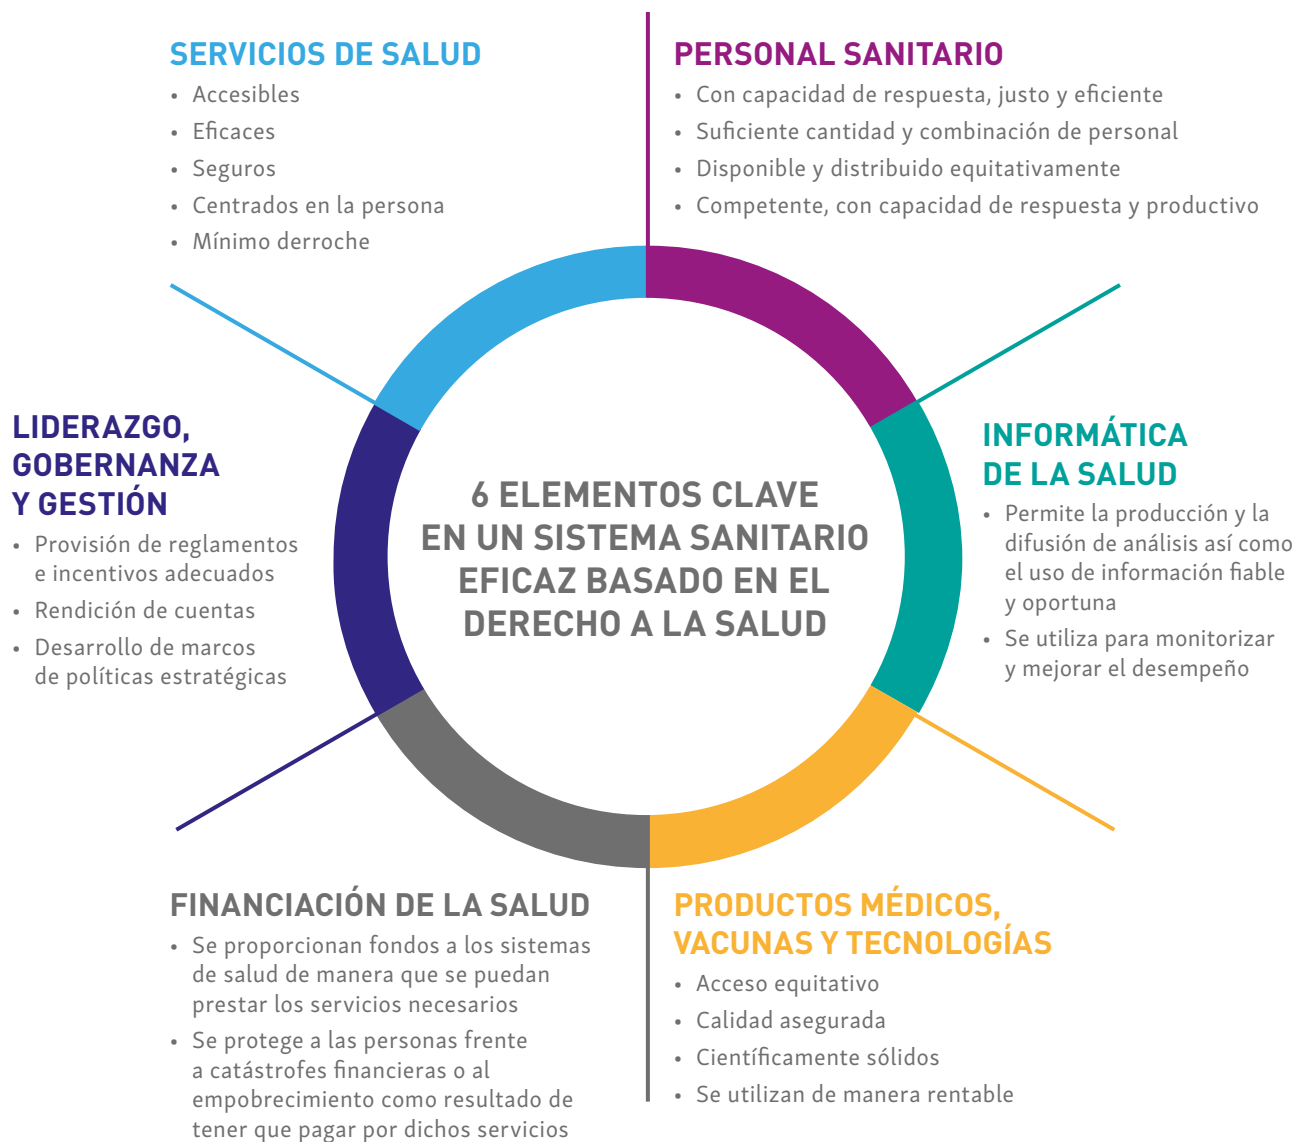 SERVICIOS DE SALUD
• Accesibles
• Eficaces
• Seguros
• Centrados en la persona
• Mínimo derroche
PERSONAL SANITARIO
• Con capacidad de respuesta, justo y eficiente
• Suficiente cantidad y combinación de personal
• Disponible y distribuido equitativamente
• Competente, con capacidad de respuesta y productivo
LIDERAZGO,
GOBERNANZA
Y GESTIÓN
• Provisión de reglamentos
e incentivos adecuados
• Rendición de cuentas
• Desarrollo de marcos
de políticas estratégicas
6 ELEMENTOS CLAVE
EN UN SISTEMA SANITARIO
EFICAZ BASADO EN EL
DERECHO A LA SALUD
INFORMÁTICA
DE LA SALUD
• Permite la producción y la
difusión de análisis así como
el uso de información fiable
y oportuna
• Se utiliza para monitorizar
y mejorar el desempeño
FINANCIACIÓN DE LA SALUD
• Se proporcionan fondos a los sistemas
de salud de manera que se puedan
prestar los servicios necesarios
• Se protege a las personas frente
a catástrofes financieras o al
empobrecimiento como resultado de
tener que pagar por dichos servicios
PRODUCTOS MÉDICOS,
VACUNAS Y TECNOLOGÍAS
• Acceso equitativo
• Calidad asegurada
• Científicamente sólidos
• Se utilizan de manera rentable